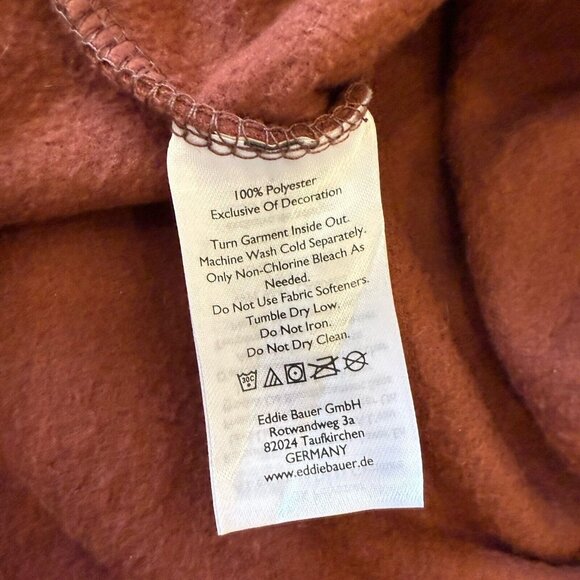 100% Polyester
Exclusive Of Decoration
Turn Garment Inside Out.
Machine Wash Cold Separately.
Only Non-Chlorine Bleach As
Needed.
Do Not Use Fabric Softeners.
Tumble Dry Low.
Do Not Iron.
Do Not Dry Clean.
30C
Eddie Bauer GmbH
Rotwandweg 3a
82024 Taufkirchen
GERMANY
www.eddiebauer.de